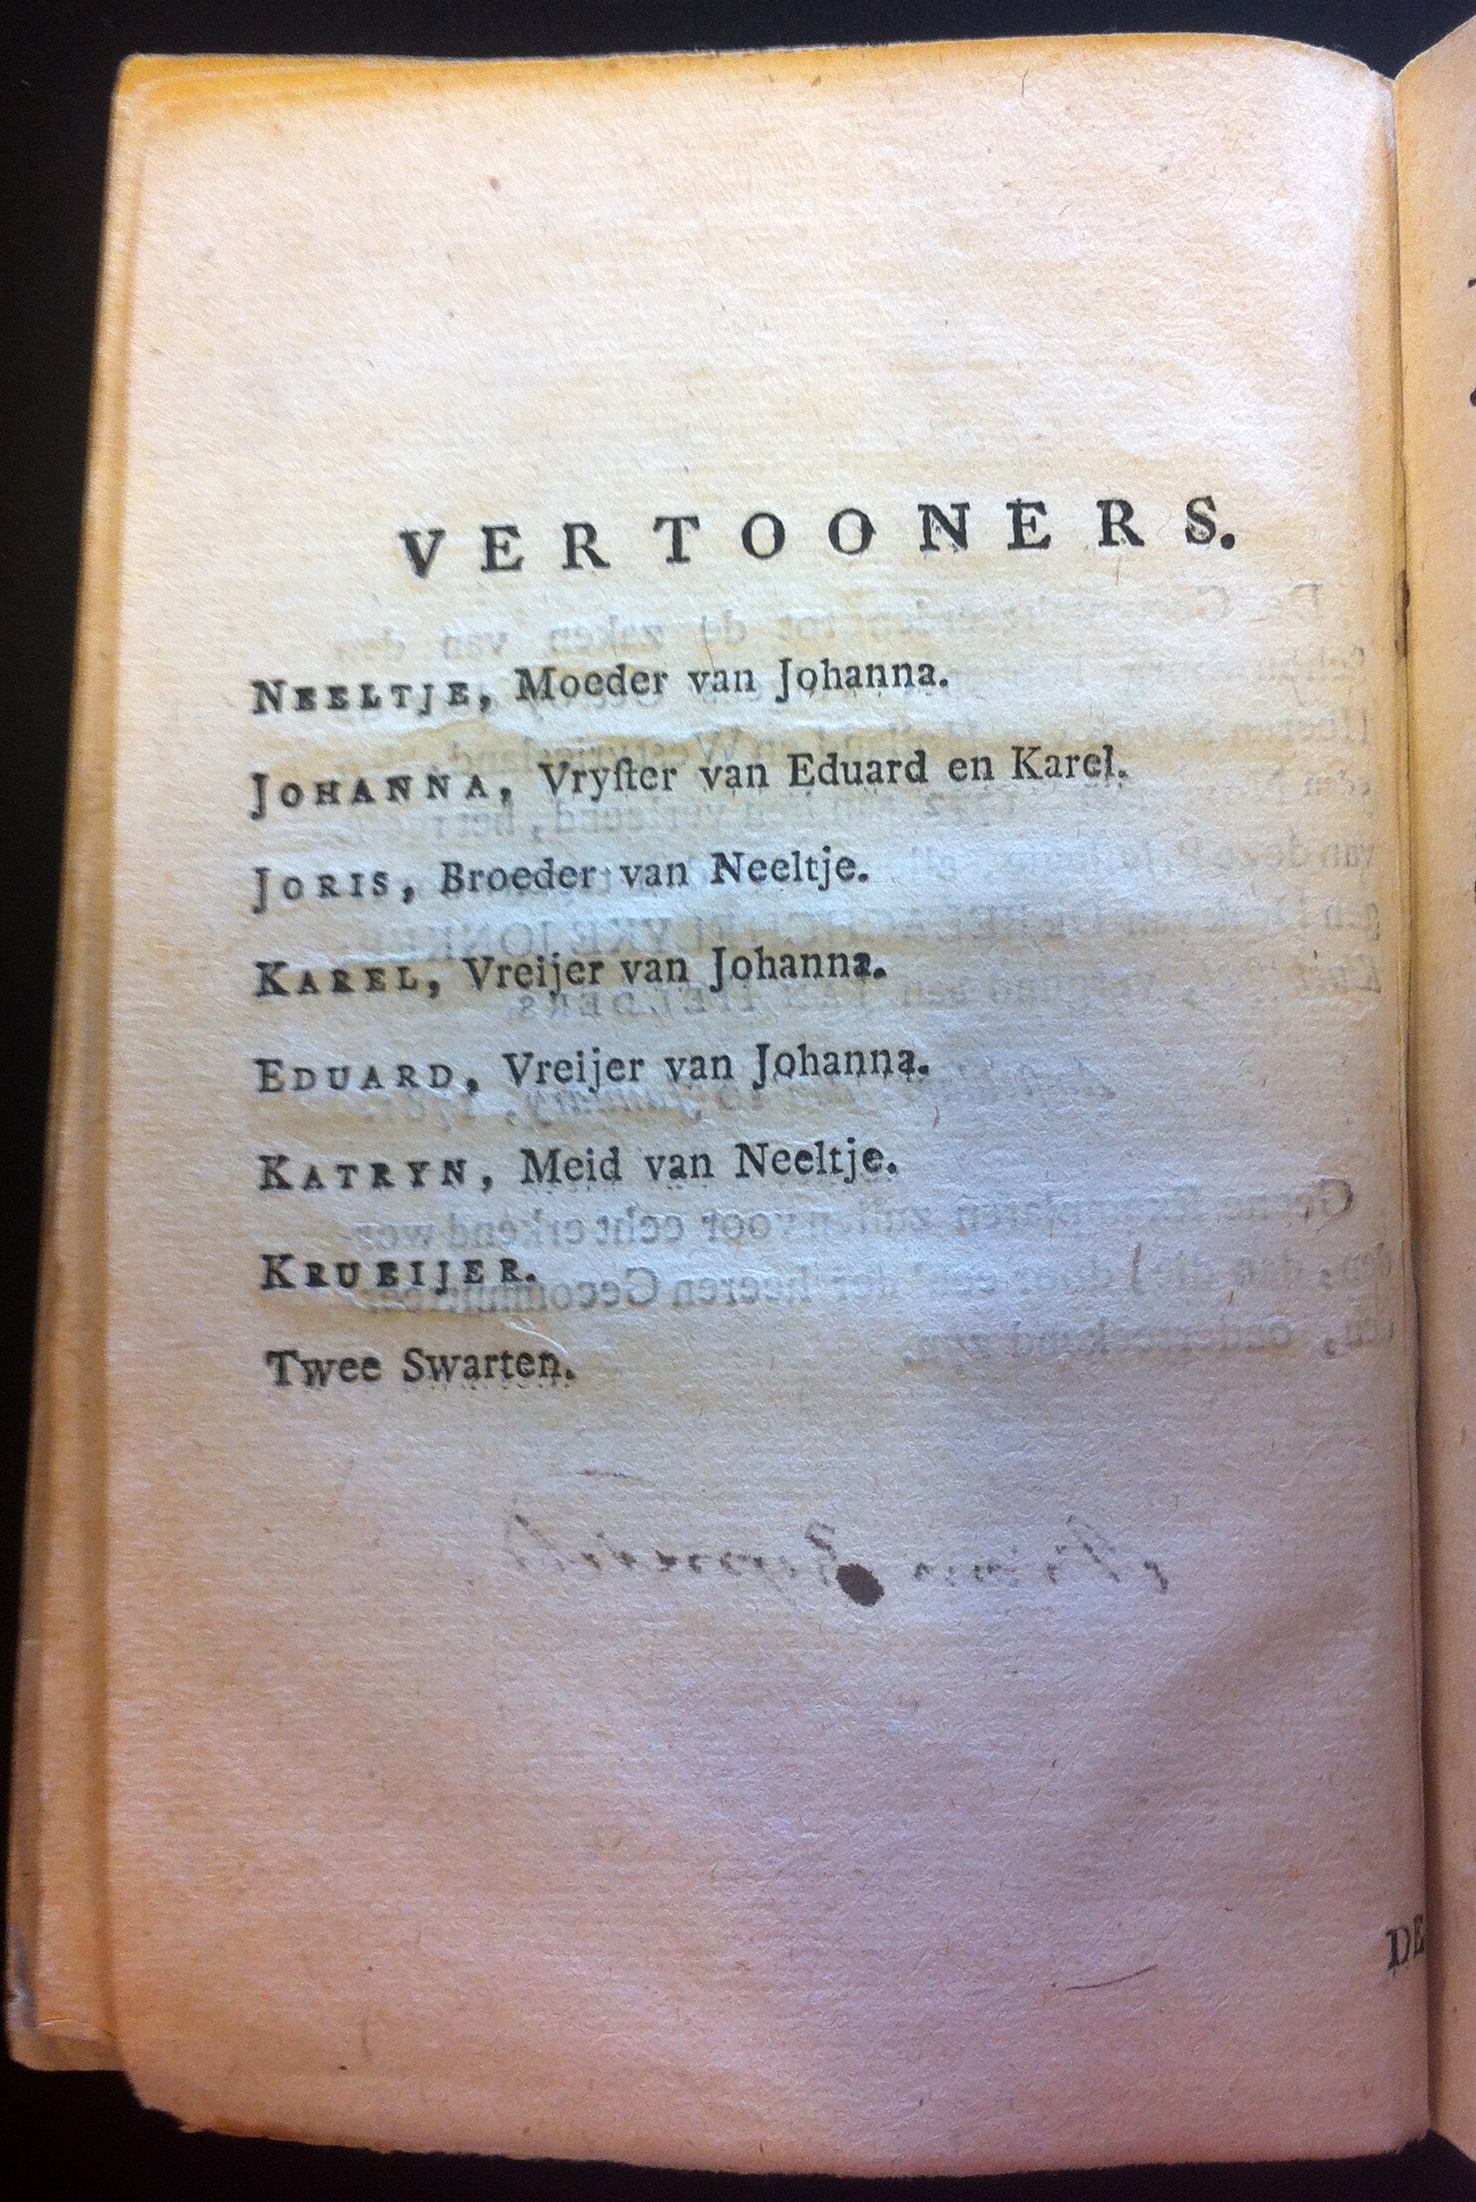 VERTOONERS.
NEELTJE, Moeder van Johanna.
JOHANNA, Vryſter van Eduard en Karel.
JORIS, Broeder van Neeltje.
KAREL, Vreijer van Johanna.
EDUARD, Vreijer van Johanna.
KATRYN, Meid van Neeltje.
KRUEIJER.
Twee Swarten.
DE